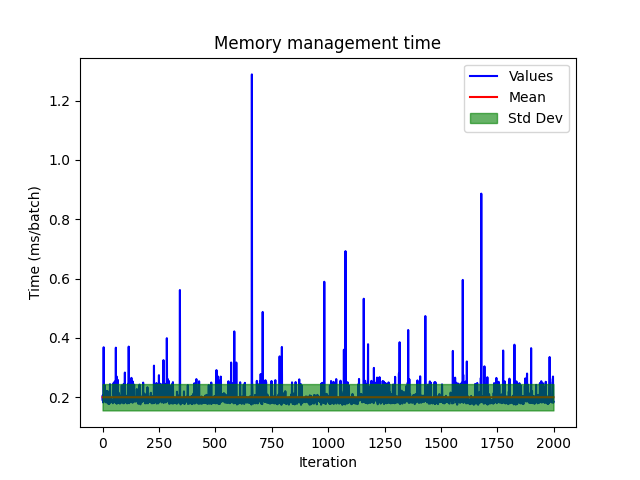 Memory management time
Values
Mean
Std Dev
1.2
1.0
0.8
0.6
0.4
0.2
Time (ms/batch)
0 250 500 750 1000 1250 1500 1750 2000
Iteration